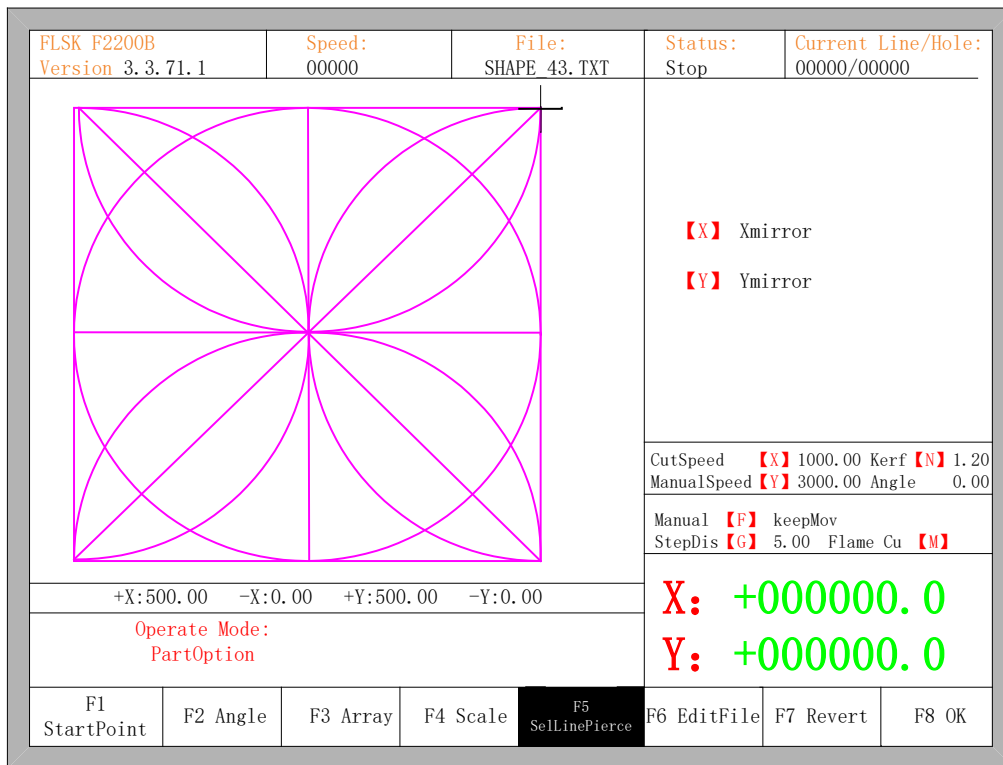 FLSK F2200B
Version 3.3.71.1
Speed:
00000
File:
SHAPE_43.TXT
Status:
Stop
Current Line/Hole:
00000/00000
【X】 Xmirror
【Y】 Ymirror
CutSpeed 【X】 1000.00 Kerf 【N】 1.20
ManualSpeed 【Y】 3000.00 Angle 0.00
Manual 【F】 keepMov
StepDis 【G】 5.00 Flame Cu 【M】
+X:500.00 -X:0.00 +Y:500.00 -Y:0.00
X: +000000.0
Y: +000000.0
Operate Mode:
PartOption
F1
StartPoint
F2 Angle
F3 Array
F4 Scale
F5
SelLinePierce
F6 EditFile
F7 Revert
F8 OK